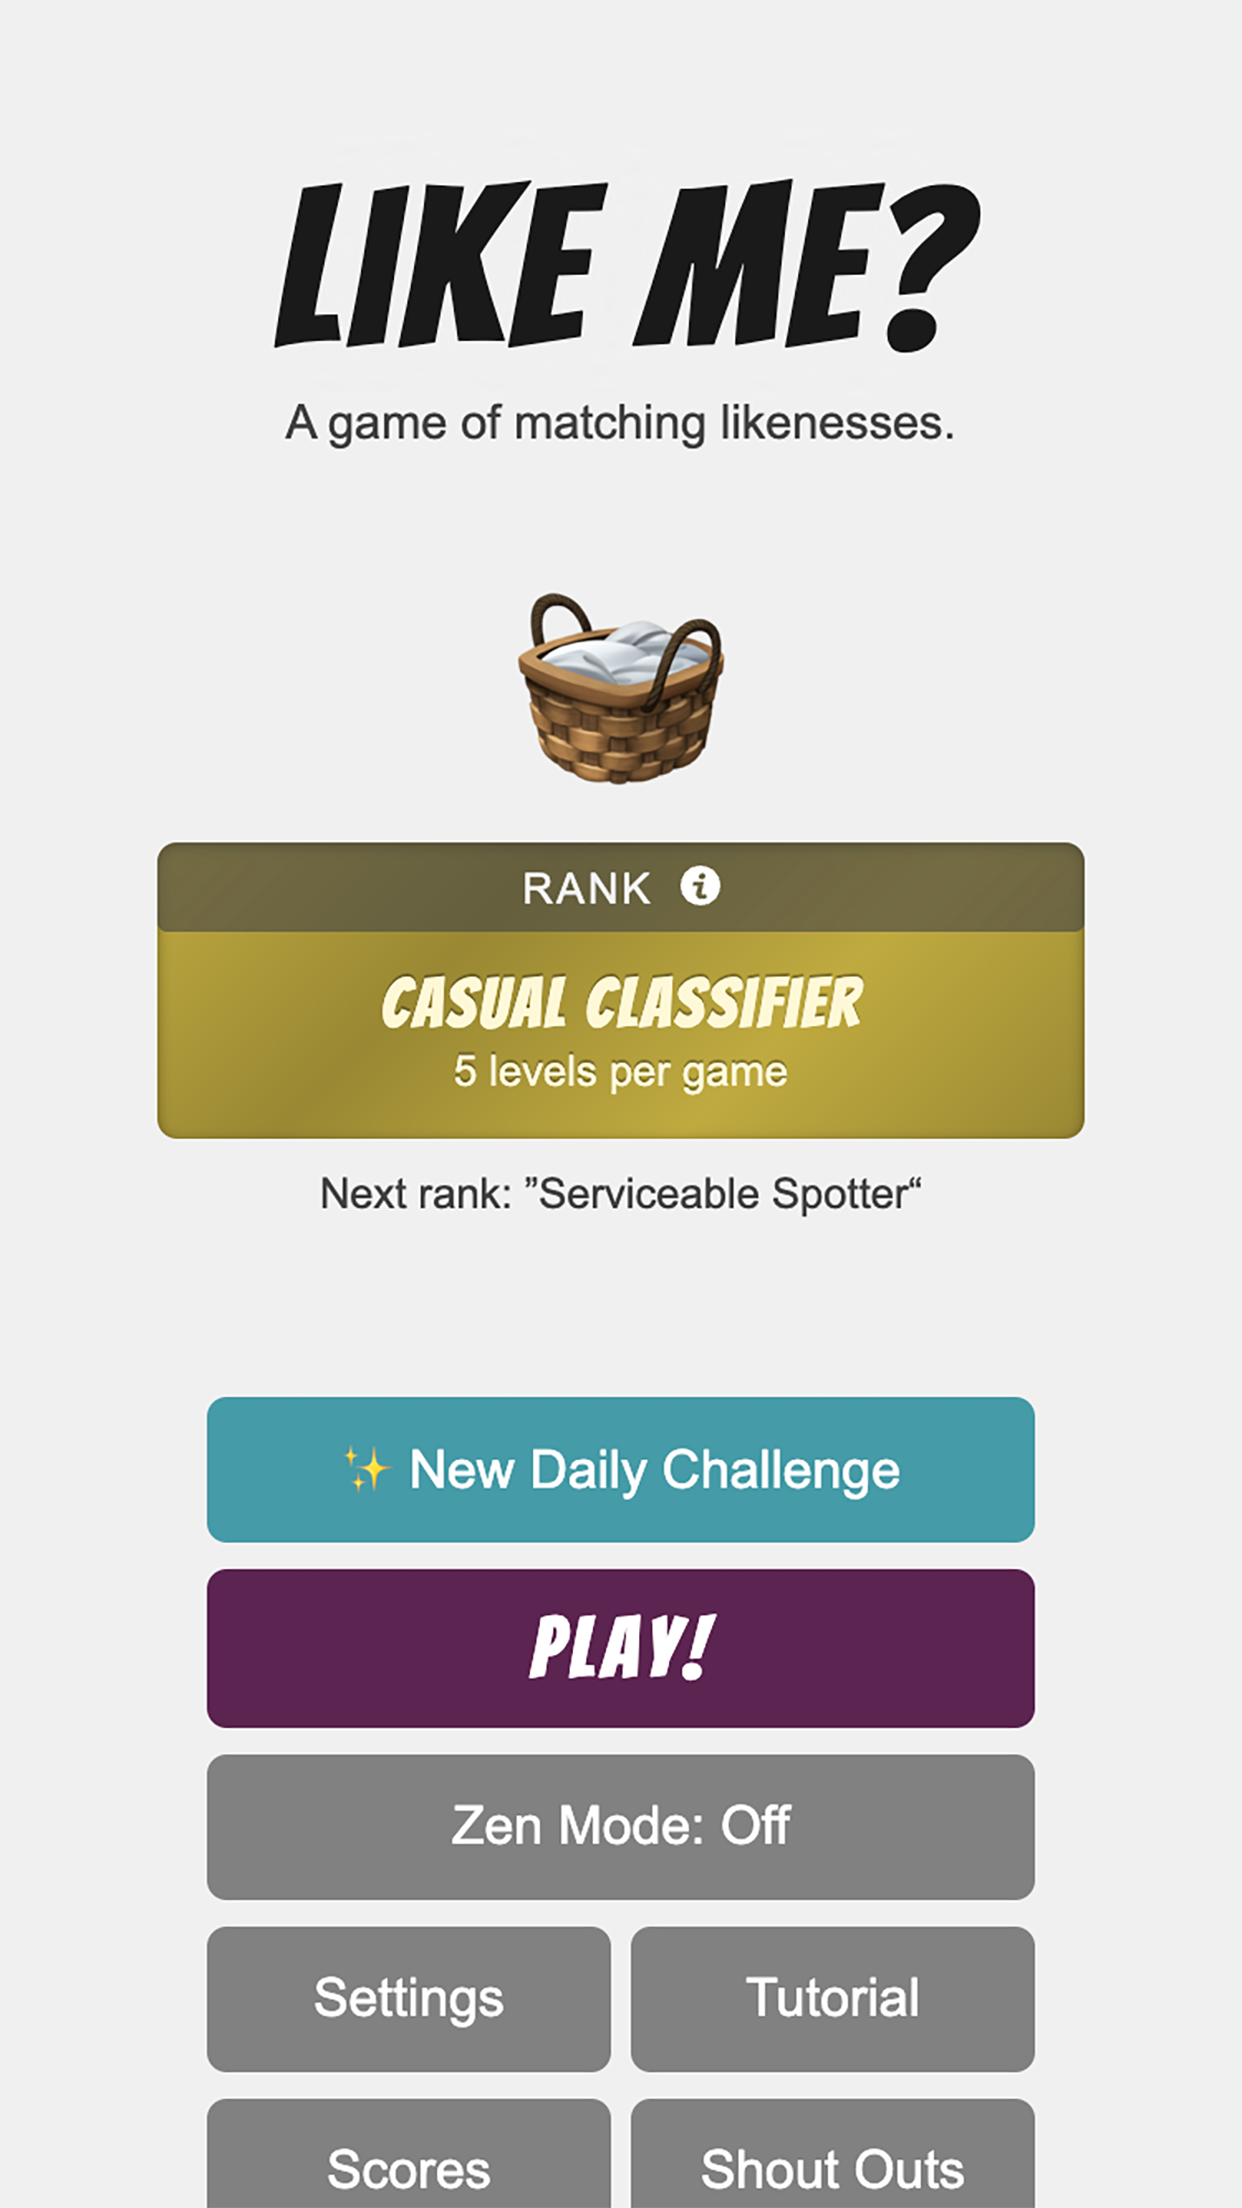 LIKE ME?
A game of matching likenesses.
RANK i
CASUAL CLASSIFIER
5 levels per game
Next rank: ”Serviceable Spotter“
✨ New Daily Challenge
PLAY!
Zen Mode: Off
Settings
Tutorial
Scores
Shout Outs